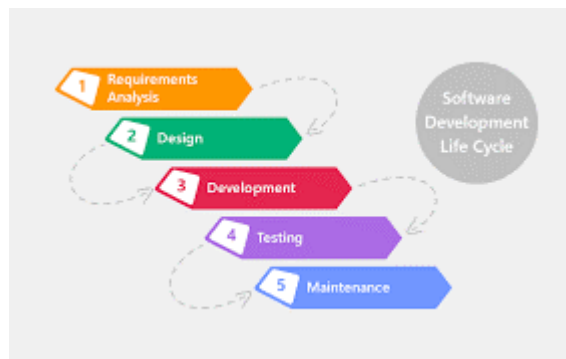 1 Requirements
Analysis
2 Design
3 Development
4 Testing
5 Maintenance
Software
Development
Life Cycle